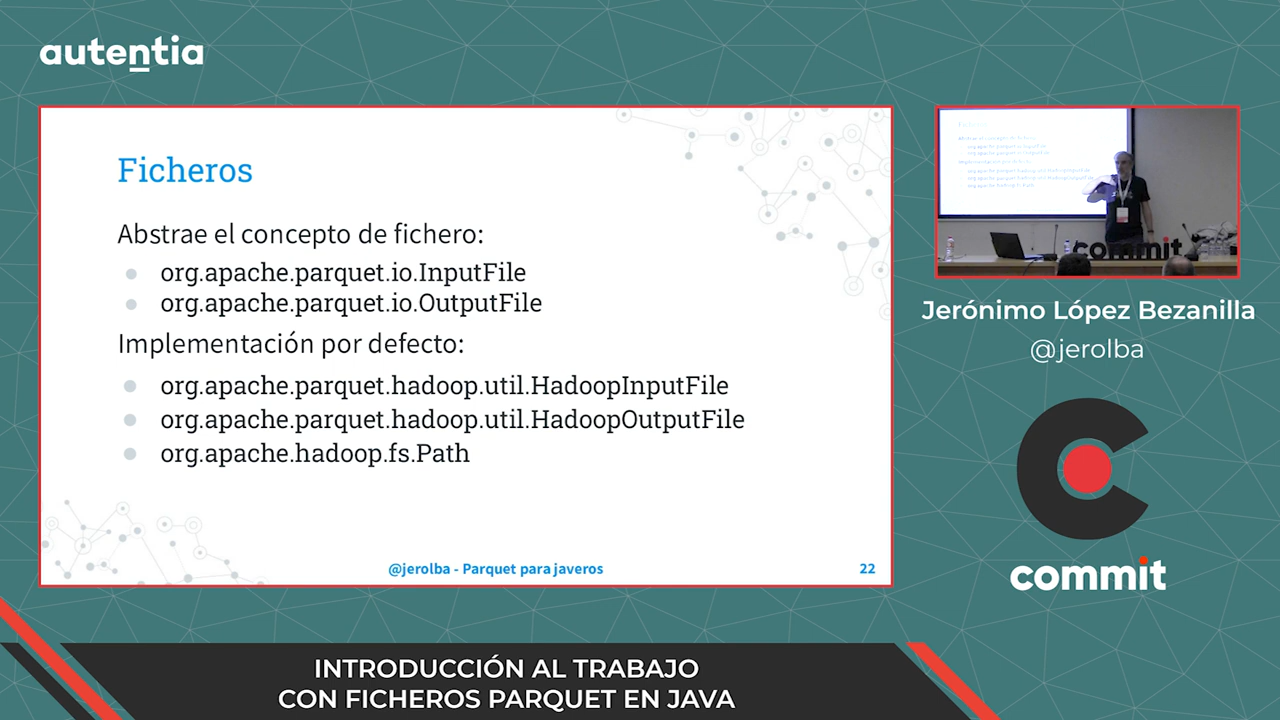 autentia
Ficheros
Abstrae el concepto de fichero:
org.apache.parquet.io.InputFile
org.apache.parquet.io.OutputFile
Implementación por defecto:
org.apache.parquet.hadoop.util.HadoopInputFile
org.apache.parquet.hadoop.util.HadoopOutputFile
org.apache.hadoop.fs.Path
@jerolba - Parquet para javeros
22
commit
Jerónimo López Bezanilla
@jerolba
commit
INTRODUCCIÓN AL TRABAJO
CON FICHEROS PARQUET EN JAVA